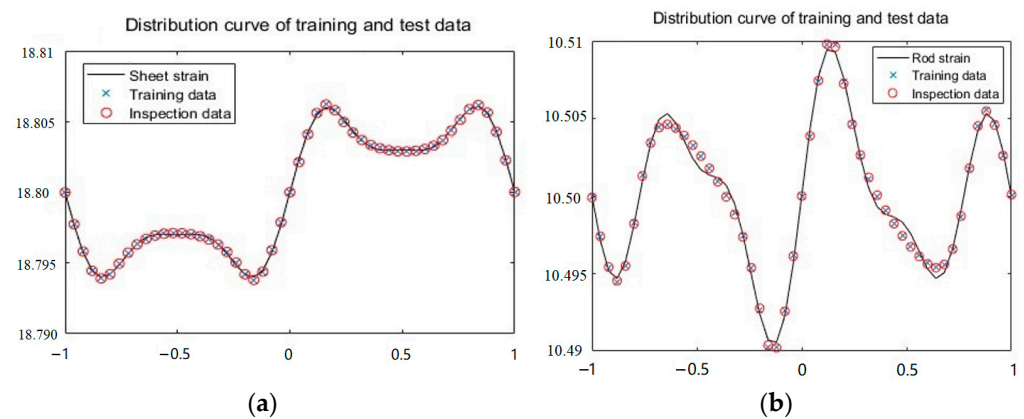 Distribution curve of training and test data
18.81
18.805
18.80
18.795
18.790
Sheet strain
Training data
Inspection data
−1
−0.5
0
0.5
1
(a)
Distribution curve of training and test data
10.51
10.505
10.50
10.495
10.49
Rod strain
Training data
Inspection data
−1
−0.5
0
0.5
1
(b)